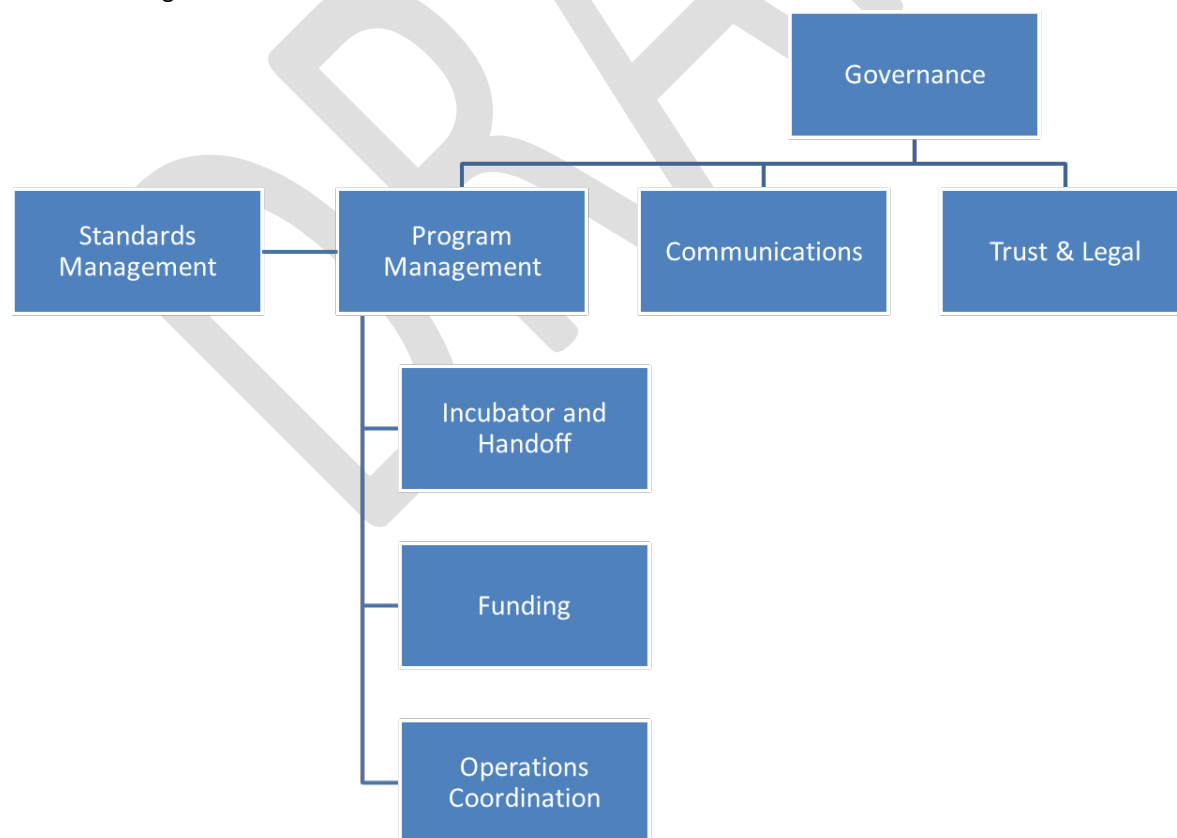 Governance
Standards
Management
Program
Management
Communications
Trust & Legal
Incubator and
Handoff
Funding
Operations
Coordination